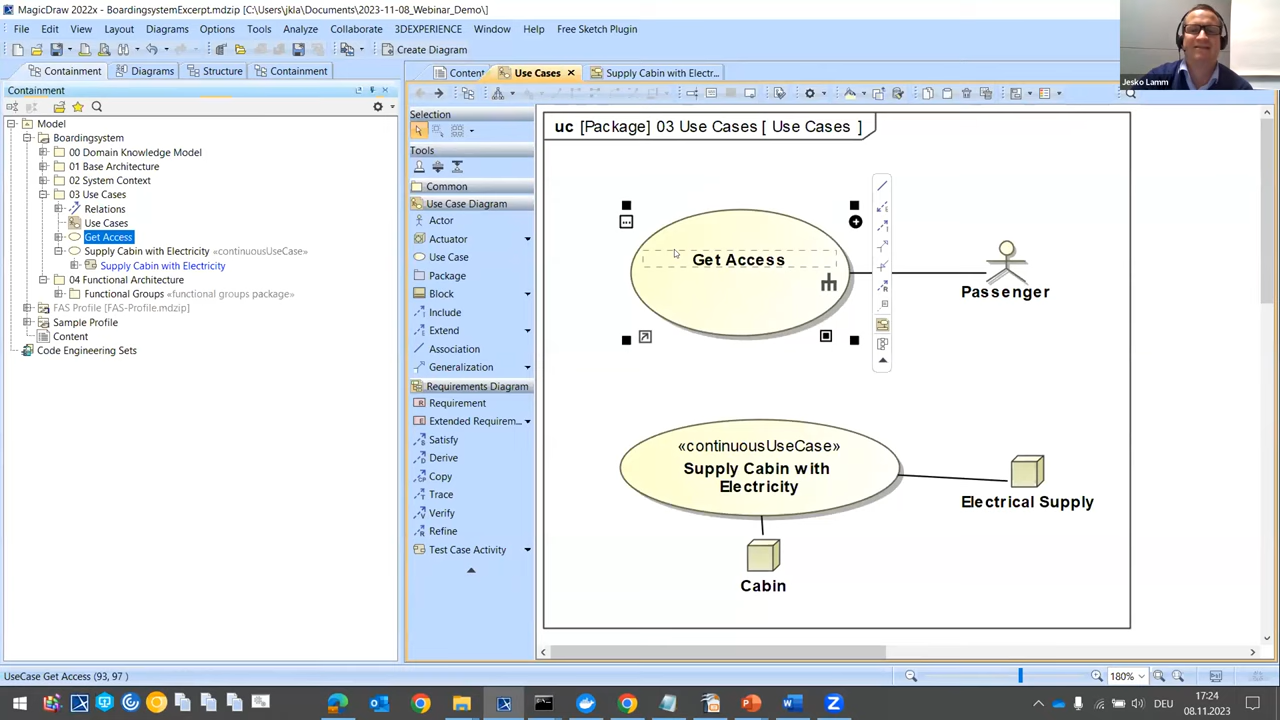 MagicDraw 2022x - BoardingsystemExcerpt.mdzip [C:\Users\jkla\Documents\2023-11-08_Webinar_Demo\]
File Edit View Layout Diagrams Options Tools Analyze Collaborate 3DEXPERIENCE Window Help Free Sketch Plugin
Create Diagram
Jesko Lamm
Containment Diagrams Structure Containment
Content Use Cases Supply Cabin with Electr...
Containment
Model
Boardingsystem
00 Domain Knowledge Model
01 Base Architecture
02 System Context
03 Use Cases
Relations
Use Cases
Get Access
Supply Cabin with Electricity «continuousUseCase»
Supply Cabin with Electricity
04 Functional Architecture
Functional Groups «functional groups package»
FAS Profile [FAS-Profile.mdzip]
Sample Profile
Content
Code Engineering Sets
Selection
Tools
Common
Use Case Diagram
Actor
Actuator
Use Case
Package
Block
Include
Extend
Association
Generalization
Requirements Diagram
Requirement
Extended Requirem...
Satisfy
Derive
Copy
Trace
Verify
Refine
Test Case Activity
uc [Package] 03 Use Cases [ Use Cases ]
Get Access
Passenger
«continuousUseCase»
Supply Cabin with
Electricity
Electrical Supply
Cabin
UseCase Get Access (93, 97 )
180%
DEU
17:24
08.11.2023